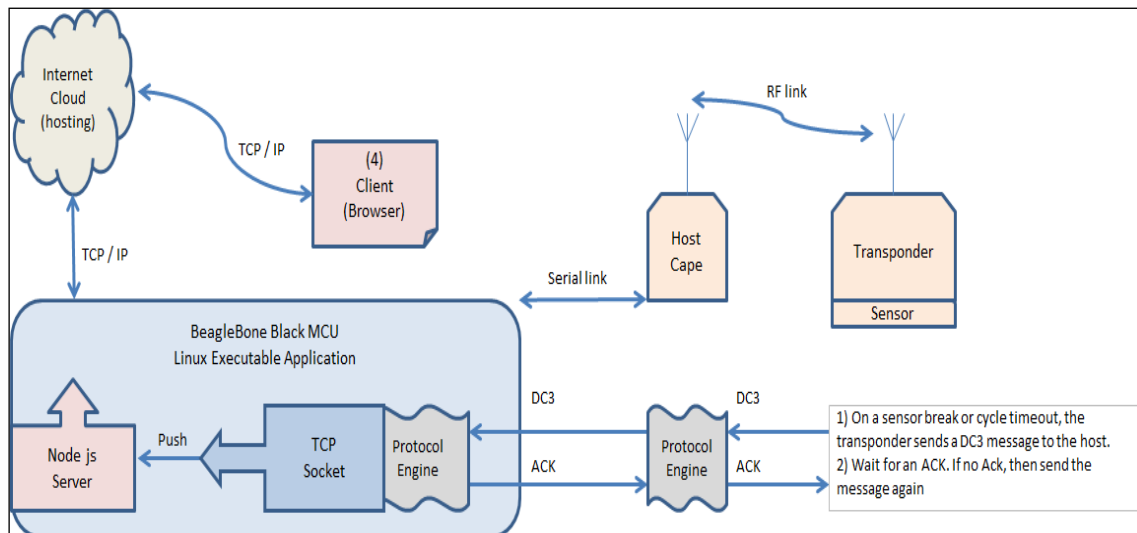 Internet
Cloud
(hosting)
TCP / IP
(4)
Client
(Browser)
TCP / IP
RF link
Host
Cape
Transponder
Sensor
Serial link
BeagleBone Black MCU
Linux Executable Application
Node js
Server
Push
TCP
Socket
Protocol
Engine
DC3
ACK
Protocol
Engine
DC3
ACK
1) On a sensor break or cycle timeout, the
transponder sends a DC3 message to the host.
2) Wait for an ACK. If no Ack, then send the
message again